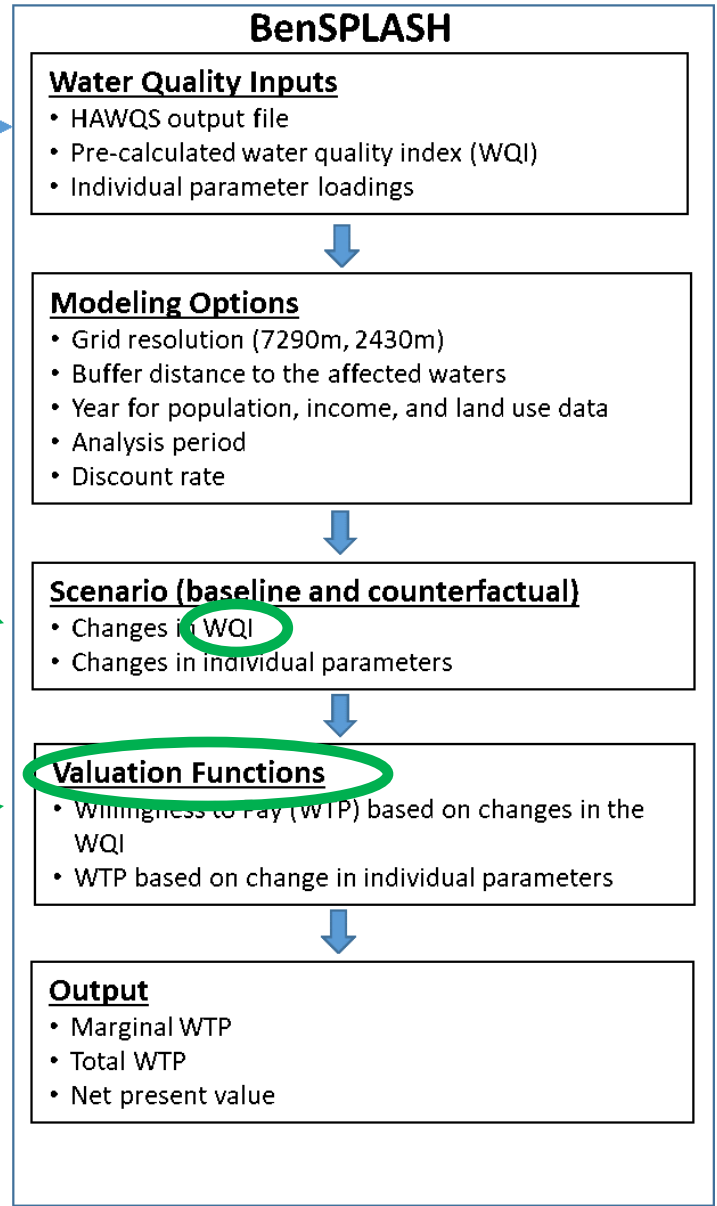 BenSPLASH
Water Quality Inputs
• HAWQS output file
• Pre-calculated water quality index (WQI)
• Individual parameter loadings
Modeling Options
• Grid resolution (7290m, 2430m)
• Buffer distance to the affected waters
• Year for population, income, and land use data
• Analysis period
• Discount rate
Scenario (baseline and counterfactual)
• Changes in WQI
• Changes in individual parameters
Valuation Functions
• Willingness to Pay (WTP) based on changes in the
WQI
• WTP based on change in individual parameters
Output
• Marginal WTP
• Total WTP
• Net present value